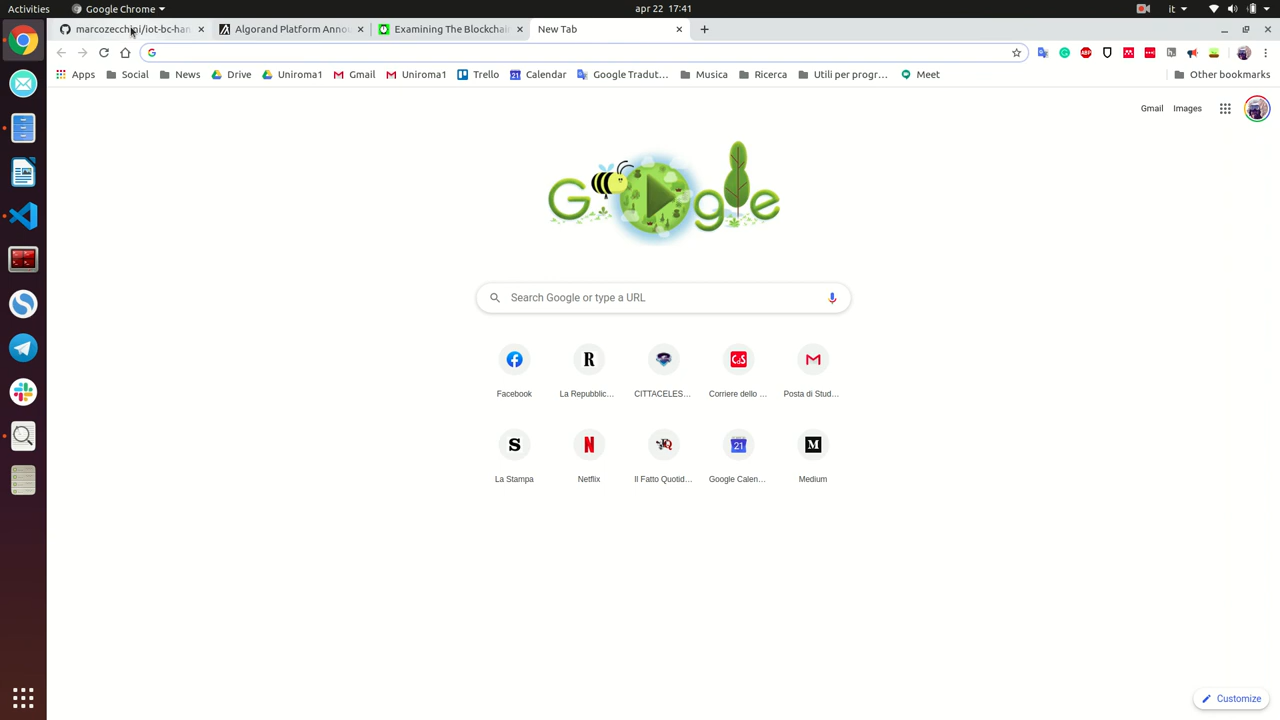 Activities Google Chrome apr 22 17:41 it
marcozecchini/iot-bc-han Algorand Platform Annou Examining The Blockchain New Tab
Apps Social News Drive Uniroma1 Gmail Uniroma1 Trello Calendar Google Tradut... Musica Ricerca Utili per progr... Meet Other bookmarks
Gmail Images
Google
Search Google or type a URL
Facebook La Repubblic... CITTACELES... Corriere dello ... Posta di Stud...
La Stampa Netflix Il Fatto Quotid... Google Calen... Medium
Customize